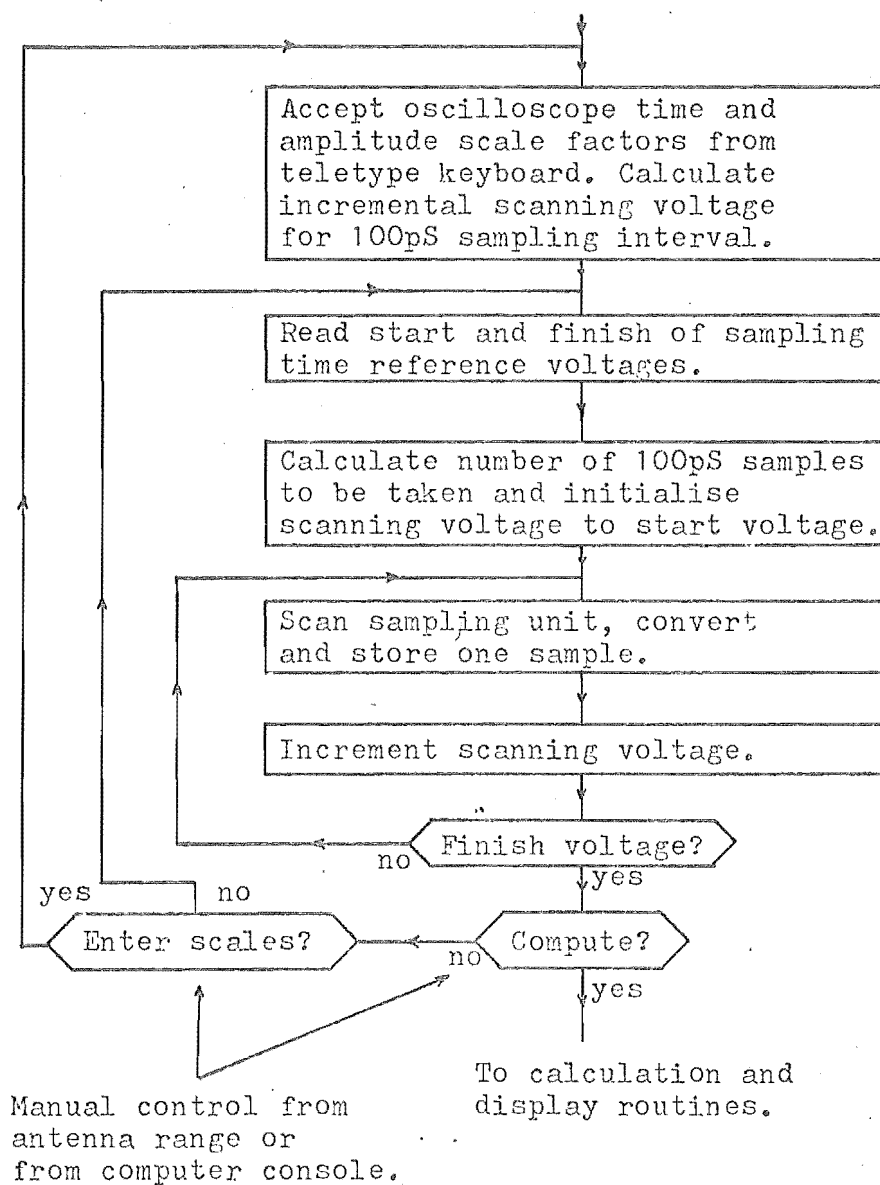 Accept oscilloscope time and
amplitude scale factors from
teletype keyboard. Calculate
incremental scanning voltage
for 100pS sampling interval.
Read start and finish of sampling
time reference voltages.
Calculate number of 100pS samples
to be taken and initialise
scanning voltage to start voltage.
Scan sampling unit, convert
and store one sample.
Increment scanning voltage.
Finish voltage?
no
yes
yes
no
Enter scales?
Compute?
no
yes
To calculation and
display routines.
Manual control from
antenna range or
from computer console.